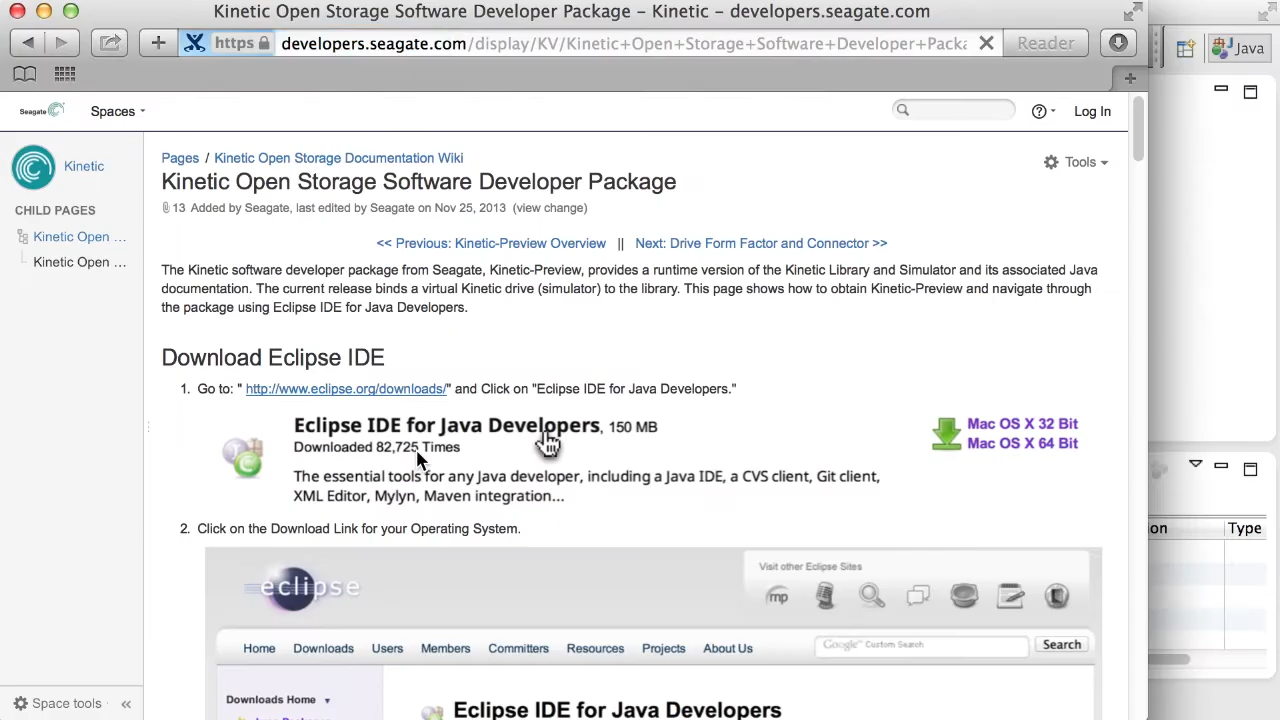 Kinetic Open Storage Software Developer Package – Kinetic – developers.seagate.com
https developers.seagate.com/display/KV/Kinetic+Open+Storage+Software+Developer+Packa
Reader
Java
Seagate
Spaces
Log In
Kinetic
Pages / Kinetic Open Storage Documentation Wiki
Tools
Kinetic Open Storage Software Developer Package
CHILD PAGES
13 Added by Seagate, last edited by Seagate on Nov 25, 2013 (view change)
Kinetic Open ...
<< Previous: Kinetic-Preview Overview || Next: Drive Form Factor and Connector >>
Kinetic Open ...
The Kinetic software developer package from Seagate, Kinetic-Preview, provides a runtime version of the Kinetic Library and Simulator and its associated Java
documentation. The current release binds a virtual Kinetic drive (simulator) to the library. This page shows how to obtain Kinetic-Preview and navigate through
the package using Eclipse IDE for Java Developers.
Download Eclipse IDE
1. Go to: " http://www.eclipse.org/downloads/" and Click on "Eclipse IDE for Java Developers."
Eclipse IDE for Java Developers, 150 MB
Mac OS X 32 Bit
Downloaded 82,725 Times
Mac OS X 64 Bit
The essential tools for any Java developer, including a Java IDE, a CVS client, Git client,
XML Editor, Mylyn, Maven integration...
2. Click on the Download Link for your Operating System.
on Type
Visit other Eclipse Sites
eclipse
mp
Home Downloads Users Members Committers Resources Projects About Us
Google™ Custom Search
Search
Downloads Home
Space tools
Eclipse IDE for Java Developers